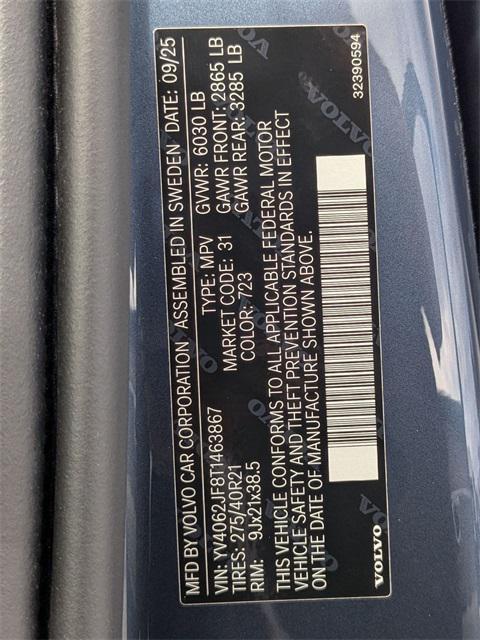 MFD BY VOLVO CAR CORPORATION ASSEMBLED IN SWEDEN DATE: 09/25
VIN: YV4062JF8T1463867 TYPE: MPV GVWR: 6030 LB
TIRES: 275/40R21 MARKET CODE: 31 GAWR FRONT: 2865 LB
RIM: 9Jx21x38.5 COLOR: 723 GAWR REAR: 3285 LB
THIS VEHICLE CONFORMS TO ALL APPLICABLE FEDERAL MOTOR
VEHICLE SAFETY AND THEFT PREVENTION STANDARDS IN EFFECT
ON THE DATE OF MANUFACTURE SHOWN ABOVE.
VOLVO
32390594